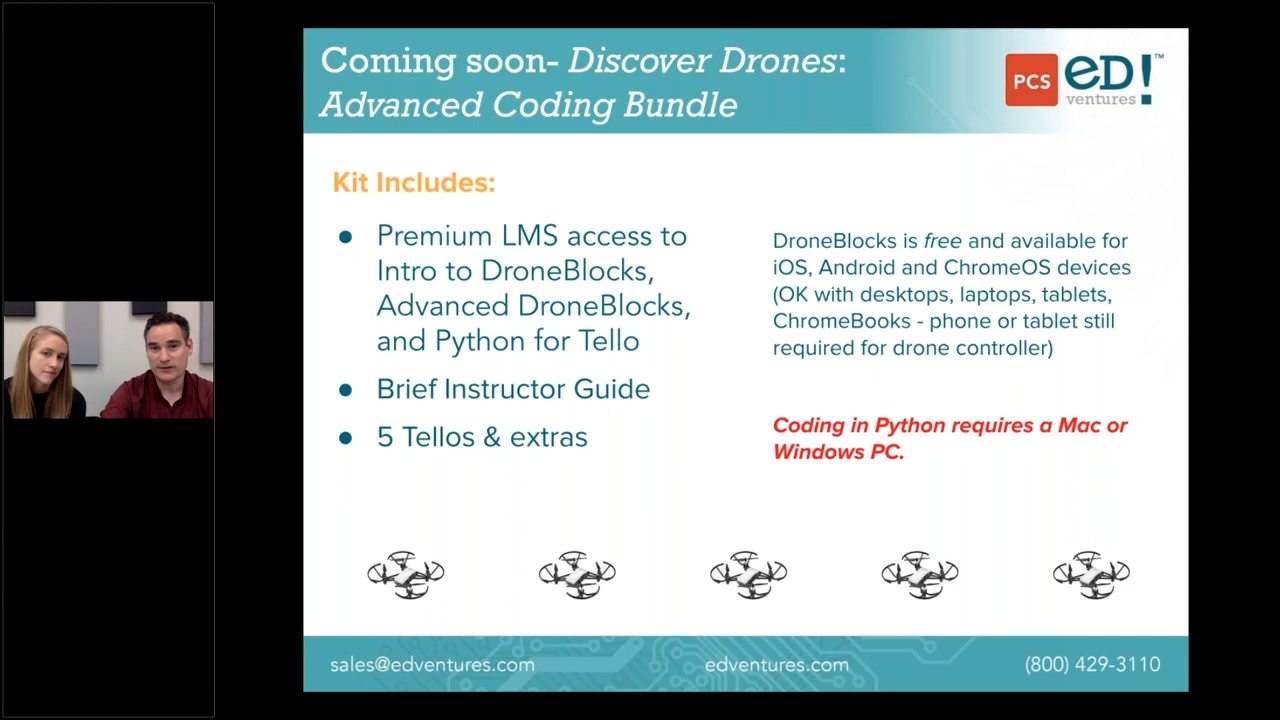 Coming soon- Discover Drones:
Advanced Coding Bundle
PCS
eD!™
ventures
Kit Includes:
● Premium LMS access to
Intro to DroneBlocks,
Advanced DroneBlocks,
and Python for Tello
● Brief Instructor Guide
● 5 Tellos & extras
DroneBlocks is free and available for
iOS, Android and ChromeOS devices
(OK with desktops, laptops, tablets,
ChromeBooks - phone or tablet still
required for drone controller)
Coding in Python requires a Mac or
Windows PC.
sales@edventures.com
edventures.com
(800) 429-3110